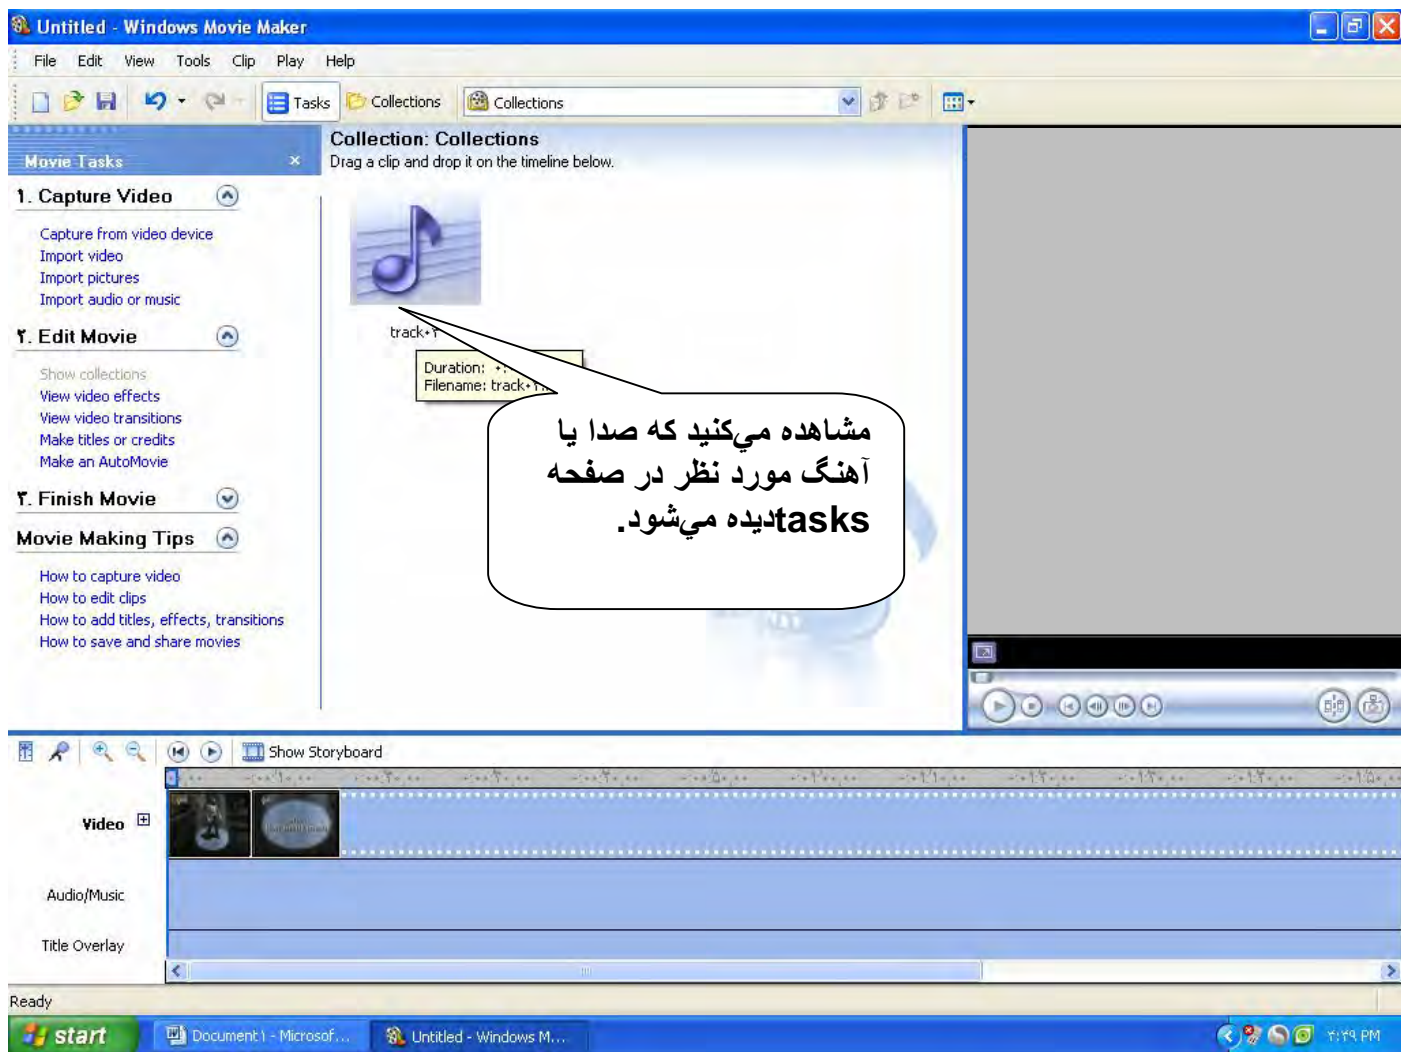 Untitled - Windows Movie Maker
File Edit View Tools Clip Play Help
Tasks Collections Collections
Movie Tasks
Collection: Collections
Drag a clip and drop it on the timeline below.
۱. Capture Video
Capture from video device
Import video
Import pictures
Import audio or music
۲. Edit Movie
Show collections
View video effects
View video transitions
Make titles or credits
Make an AutoMovie
۳. Finish Movie
Movie Making Tips
How to capture video
How to edit clips
How to add titles, effects, transitions
How to save and share movies
Duration:
Filename:
مشاهده مي‌كنيد كه صدا يا
آهنگ مورد نظر در صفحه
tasksديده مي‌شود.
Show Storyboard
Video
Audio/Music
Title Overlay
Ready
start Document۱ - Microsof... Untitled - Windows M...
PM